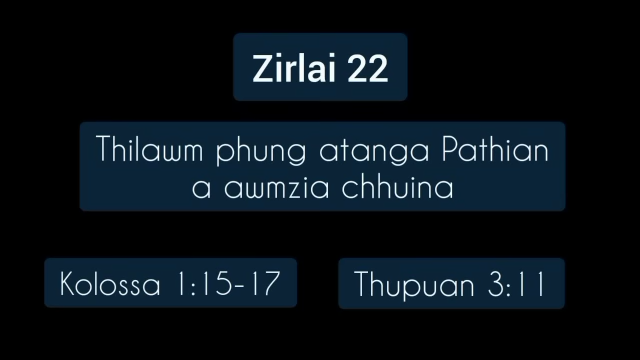 Zirlai 22
Thilawm phung atanga Pathian
a awmzia chhuina
Kolossa 1:15-17
Thupuan 3:11